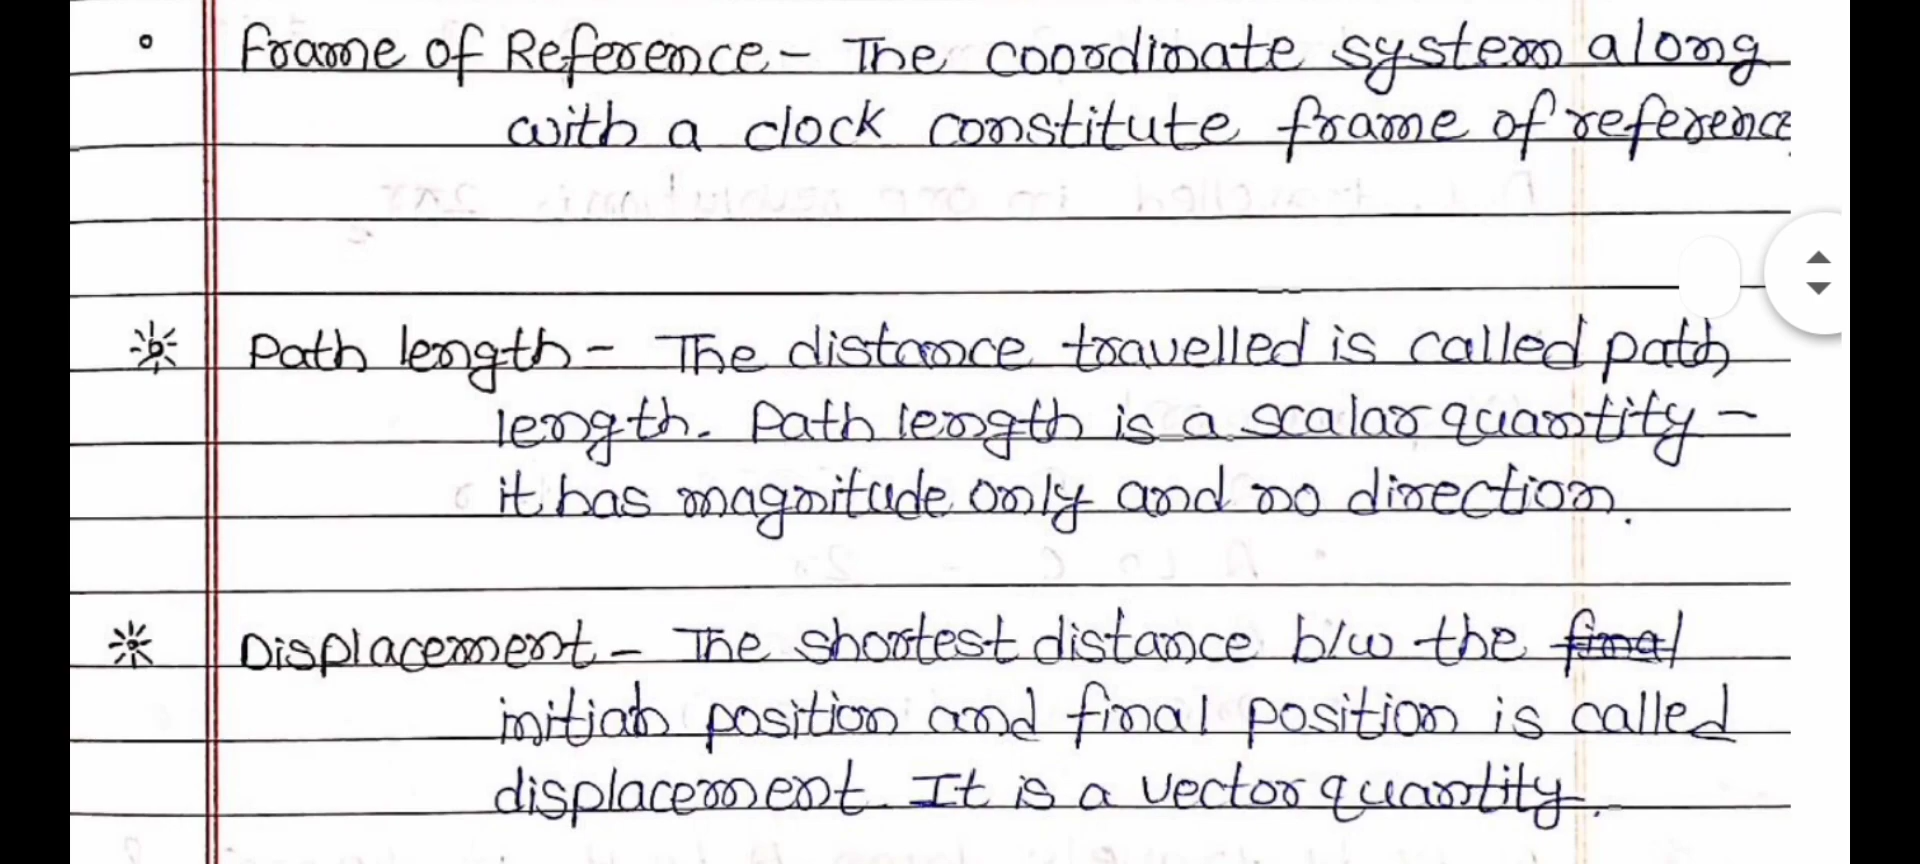 Frame of Reference - The coordinate system along
with a clock constitute frame of reference
Path length - The distance travelled is called path
length. Path length is a scalar quantity -
it has magnitude only and no direction.
Displacement - The shortest distance b/w the final
initial position and final position is called
displacement. It is a vector quantity.